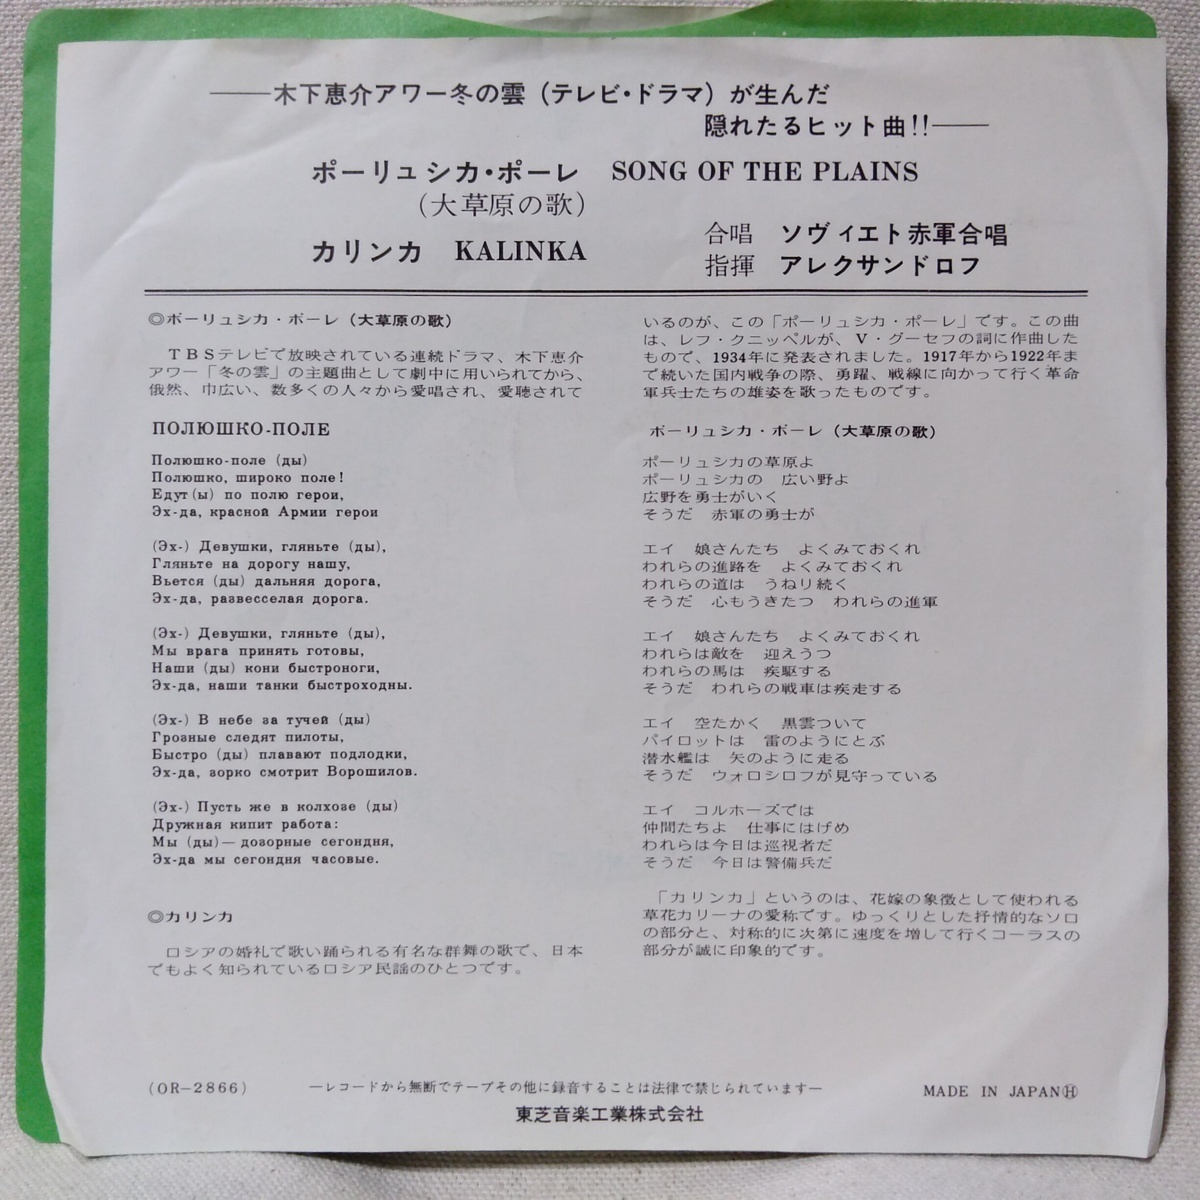 ――木下恵介アワー冬の雲（テレビ・ドラマ）が生んだ
隠れたるヒット曲!!――
ポーリュシカ・ポーレ　SONG OF THE PLAINS
（大草原の歌）
カリンカ　KALINKA
合唱　ソヴィエト赤軍合唱
指揮　アレクサンドロフ
◎ポーリュシカ・ポーレ（大草原の歌）
　ＴＢＳテレビで放映されている連続ドラマ、木下恵介
アワー「冬の雲」の主題曲として劇中に用いられてから、
俄然、巾広い、数多くの人々から愛唱され、愛聴されて
いるのが、この「ポーリュシカ・ポーレ」です。この曲
は、レフ・クニッペルが、Ｖ・グーセフの詞に作曲した
もので、1934年に発表されました。1917年から1922年ま
で続いた国内戦争の際、勇躍、戦線に向かって行く革命
軍兵士たちの雄姿を歌ったものです。
ПОЛЮШКО-ПОЛЕ
Полюшко-поле (ды)
Полюшко, широко поле!
Едут (ы) по полю герои,
Эх-да, красной Армии герои
(Эх-) Девушки, гляньте (ды),
Гляньте на дорогу нашу,
Вьется (ды) дальняя дорога,
Эх-да, развесселая дорога.
(Эх-) Девушки, гляньте (ды),
Мы врага принять готовы,
Наши (ды) кони быстроноги,
Эх-да, наши танки быстроходны.
(Эх-) В небе за тучей (ды)
Грозные следят пилоты,
Быстро (ды) плавают подлодки,
Эх-да, зорко смотрит Ворошилов.
(Эх-) Пусть же в колхозе (ды)
Дружная кипит работа:
Мы (ды)— дозорные сегондня,
Эх-да мы сегондня часовые.
ポーリュシカ・ポーレ（大草原の歌）
ポーリュシカの草原よ
ポーリュシカの　広い野よ
広野を勇士がいく
そうだ　赤軍の勇士が
エイ　娘さんたち　よくみておくれ
われらの進路を　よくみておくれ
われらの道は　うねり続く
そうだ　心もうきたつ　われらの進軍
エイ　娘さんたち　よくみておくれ
われらは敵を　迎えうつ
われらの馬は　疾駆する
そうだ　われらの戦車は疾走する
エイ　空たかく　黒雲ついて
パイロットは　雷のようにとぶ
潜水艦は　矢のように走る
そうだ　ウォロシロフが見守っている
エイ　コルホーズでは
仲間たちよ　仕事にはげめ
われらは今日は巡視者だ
そうだ　今日は警備兵だ
◎カリンカ
　ロシアの婚礼で歌い踊られる有名な群舞の歌で、日本
でもよく知られているロシア民謡のひとつです。
　「カリンカ」というのは、花嫁の象徴として使われる
草花カリーナの愛称です。ゆっくりとした抒情的なソロ
の部分と、対称的に次第に速度を増して行くコーラスの
部分が誠に印象的です。
(OR-2866)
―レコードから無断でテープその他に録音することは法律で禁じられています―
MADE IN JAPANⒽ
東芝音楽工業株式会社